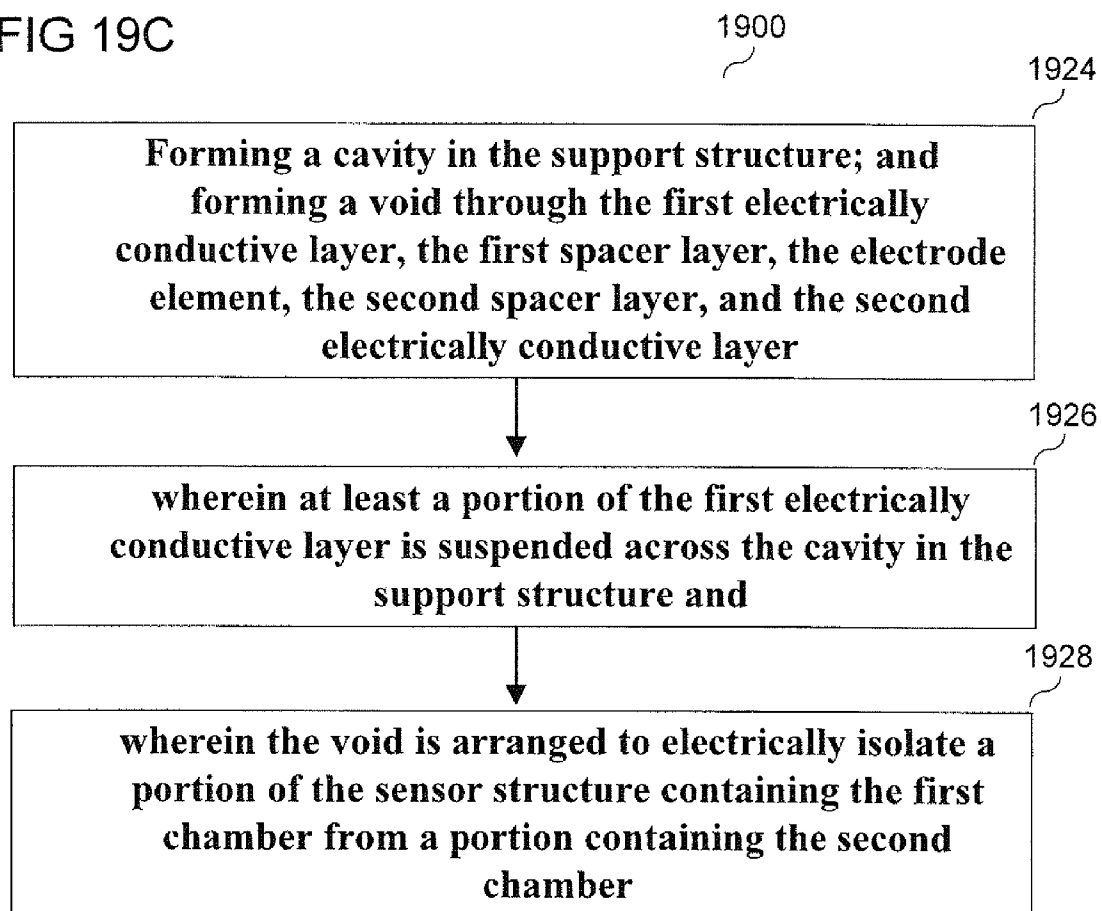 FIG 19C
1900
1924
Forming a cavity in the support structure; and
forming a void through the first electrically
conductive layer, the first spacer layer, the electrode
element, the second spacer layer, and the second
electrically conductive layer
1926
wherein at least a portion of the first electrically
conductive layer is suspended across the cavity in the
support structure and
1928
wherein the void is arranged to electrically isolate a
portion of the sensor structure containing the first
chamber from a portion containing the second
chamber